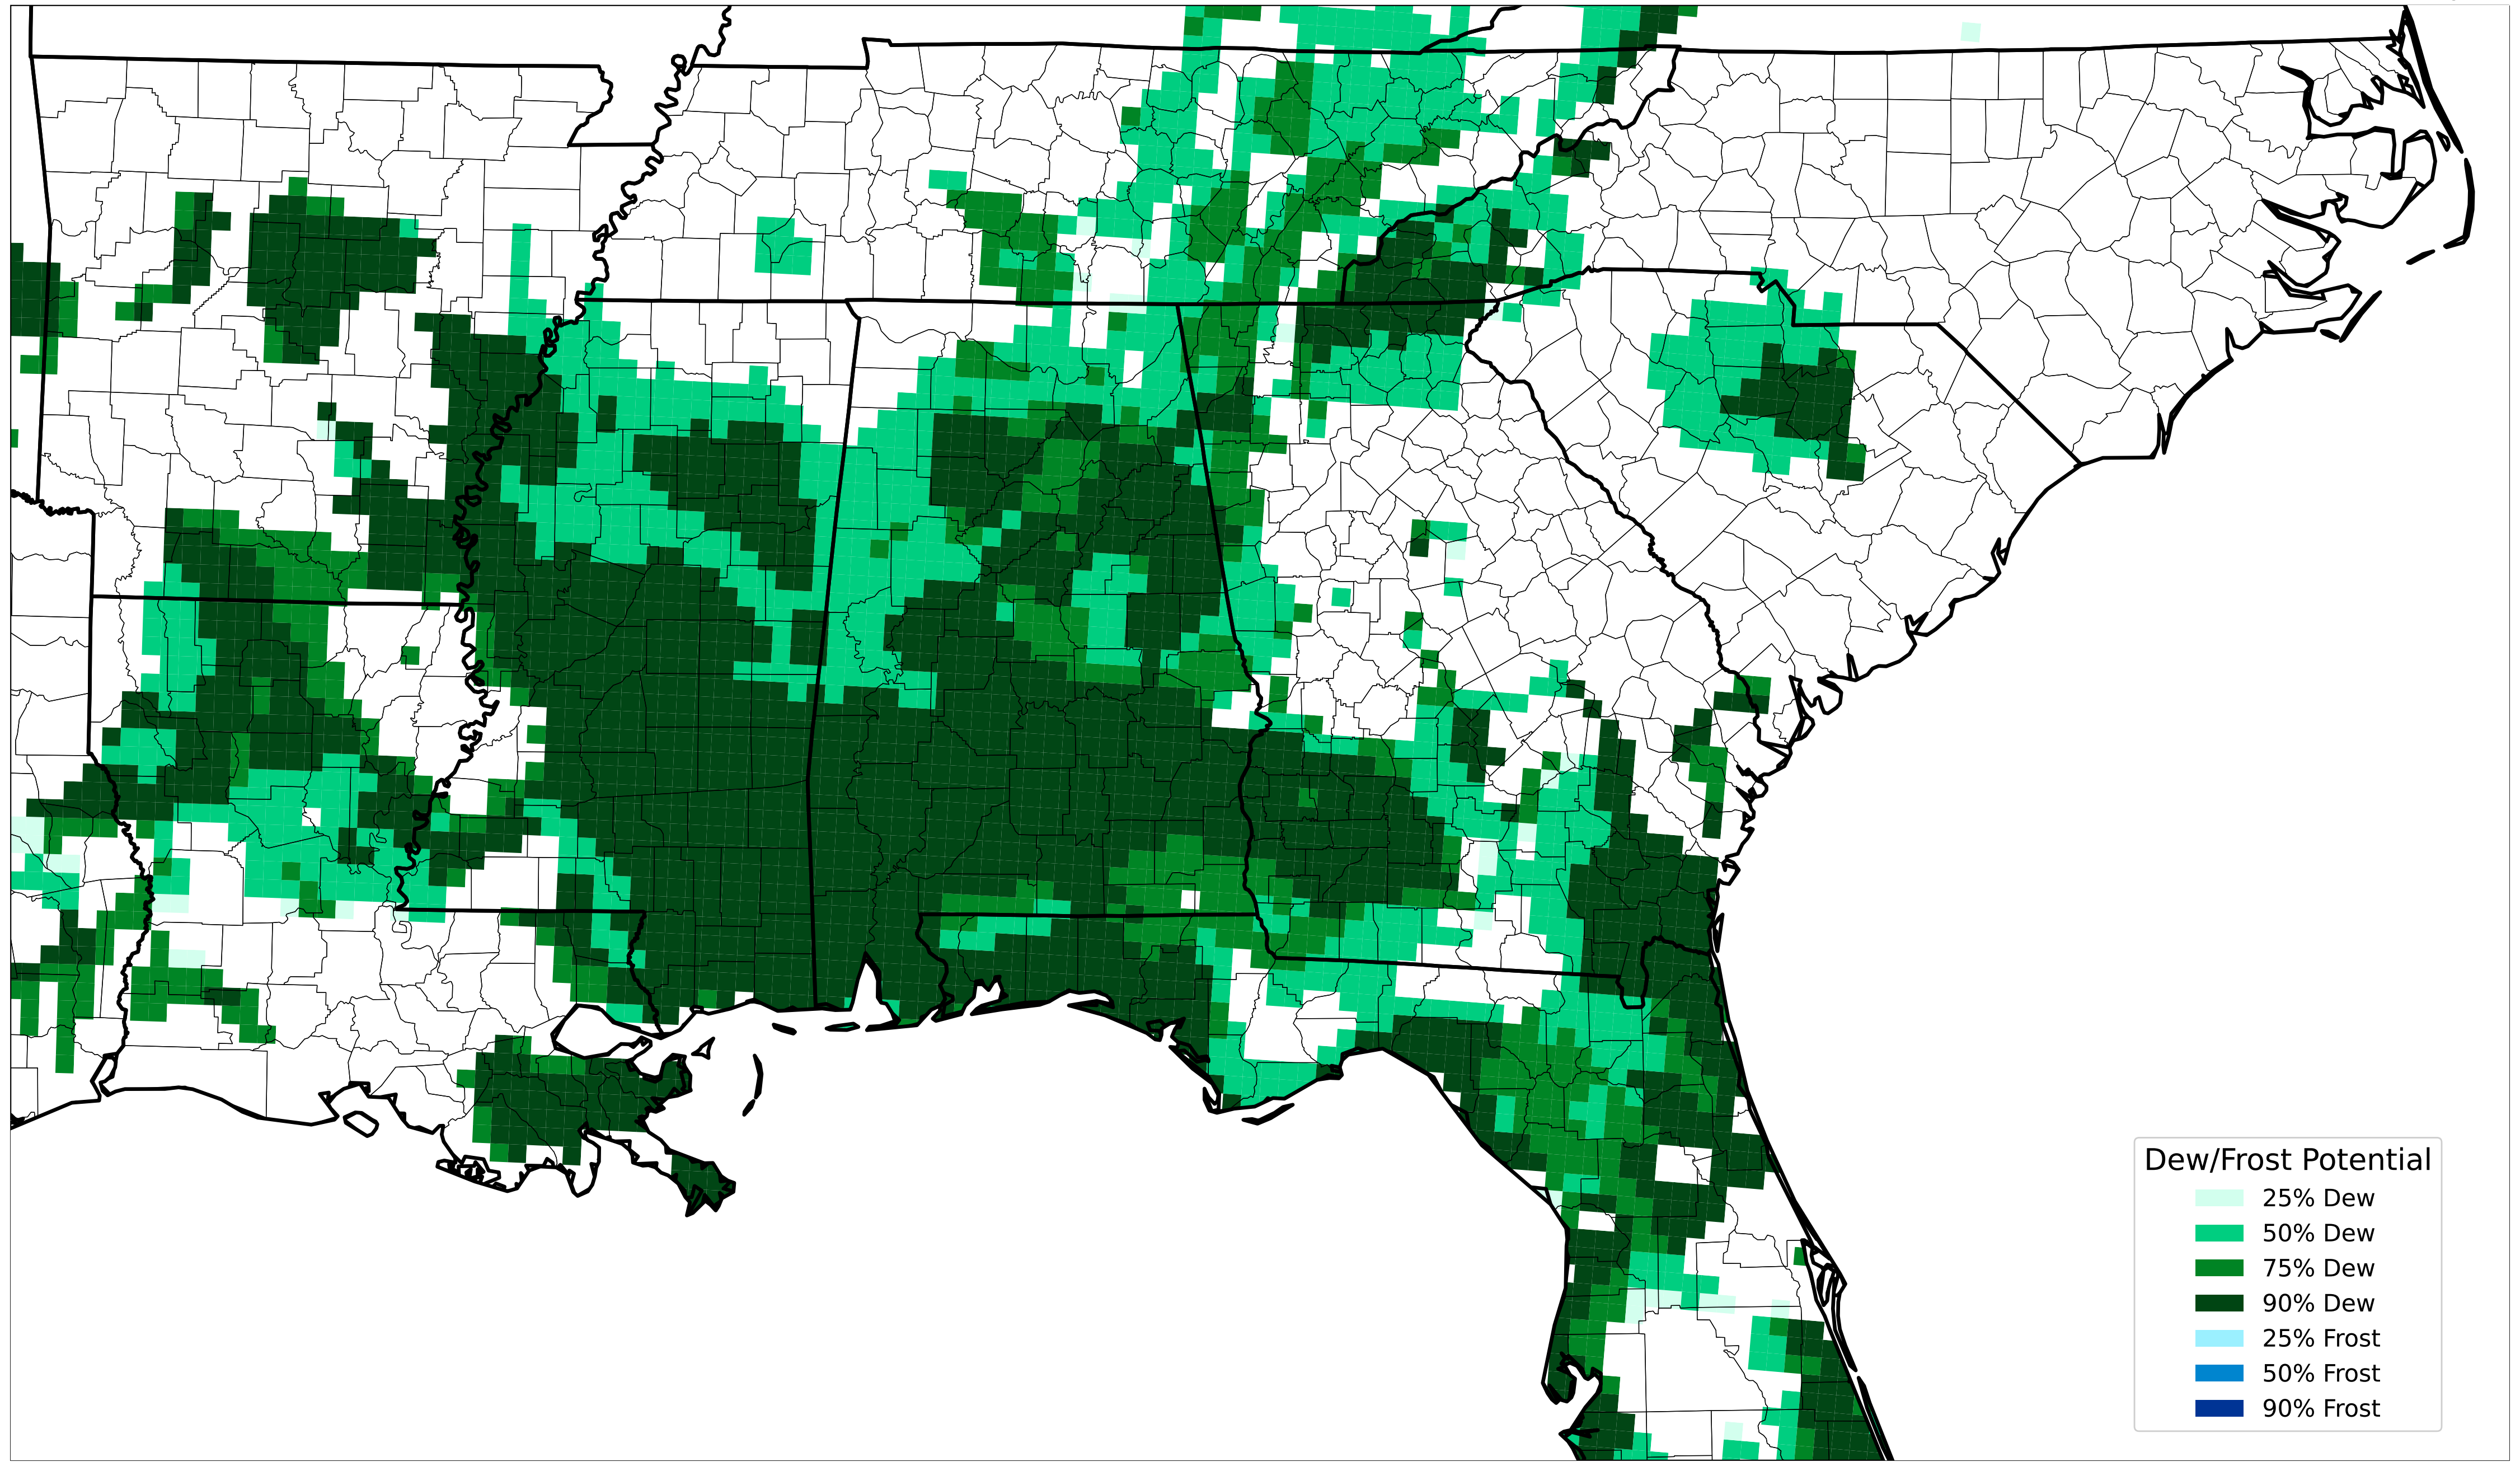 Dew/Frost Potential
25% Dew
50% Dew
75% Dew
90% Dew
25% Frost
50% Frost
90% Frost